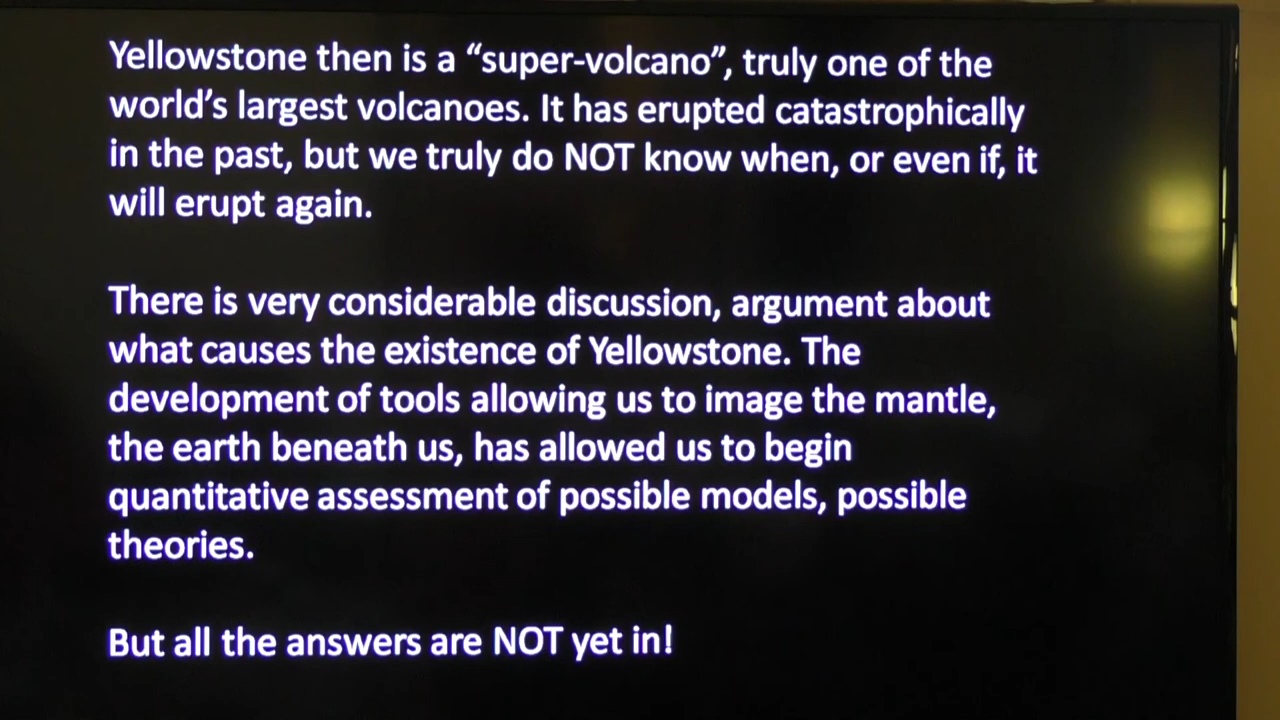 Yellowstone then is a “super-volcano”, truly one of the
world’s largest volcanoes. It has erupted catastrophically
in the past, but we truly do NOT know when, or even if, it
will erupt again.
There is very considerable discussion, argument about
what causes the existence of Yellowstone. The
development of tools allowing us to image the mantle,
the earth beneath us, has allowed us to begin
quantitative assessment of possible models, possible
theories.
But all the answers are NOT yet in!